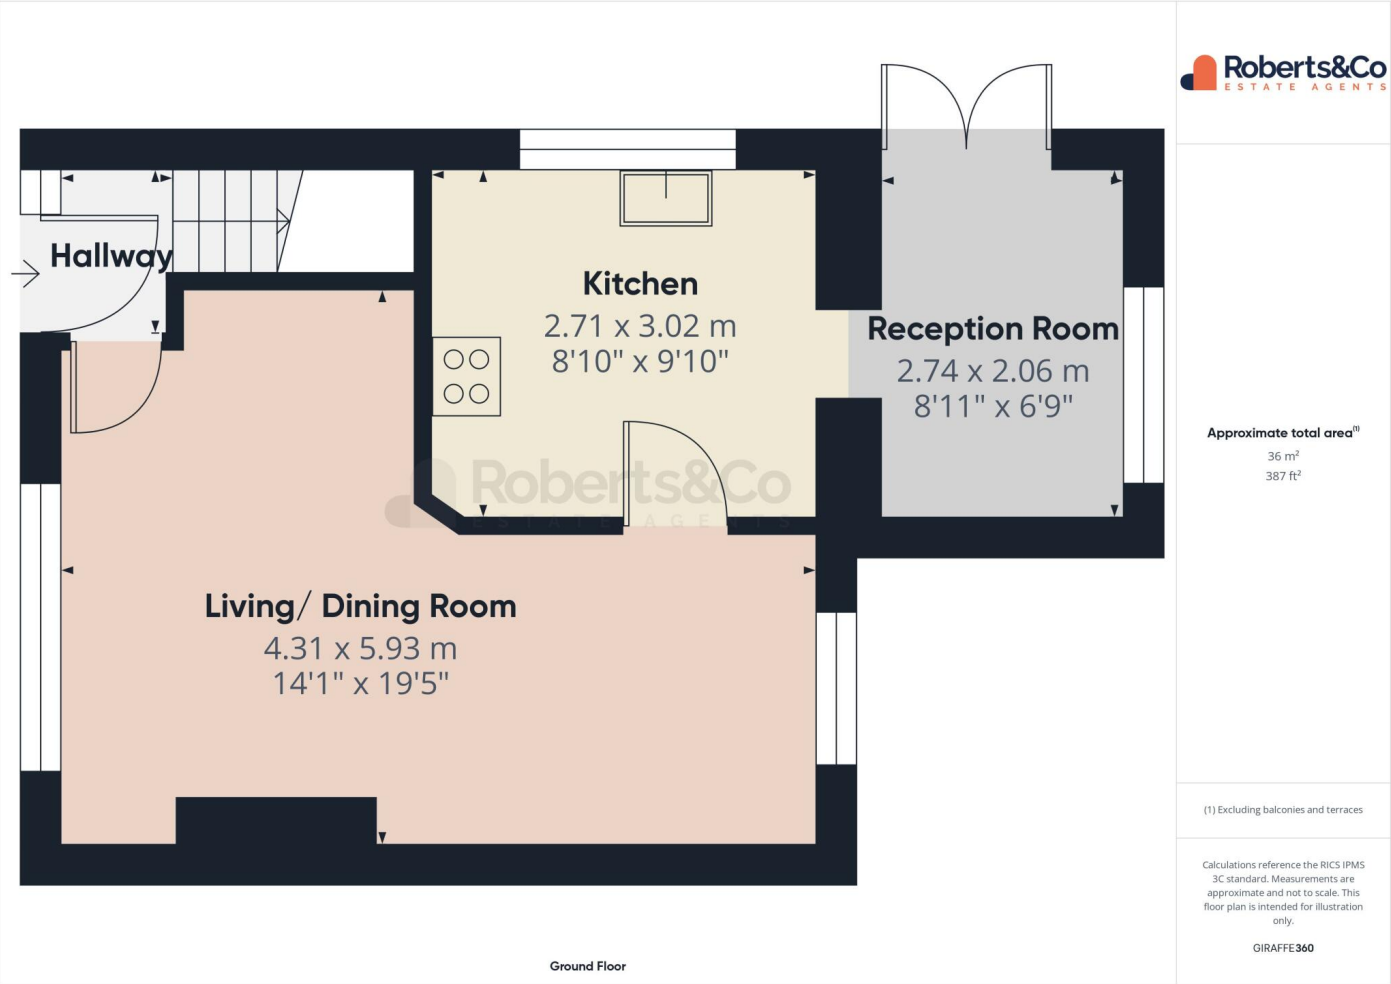 Roberts&Co
ESTATE AGENTS
Hallway
Kitchen
2.71 x 3.02 m
8'10" x 9'10"
Reception Room
2.74 x 2.06 m
8'11" x 6'9"
Roberts&Co
ESTATE AGENTS
Living/ Dining Room
4.31 x 5.93 m
14'1" x 19'5"
Ground Floor
Approximate total area(1)
36 m²
387 ft²
(1) Excluding balconies and terraces
Calculations reference the RICS IPMS
3C standard. Measurements are
approximate and not to scale. This
floor plan is intended for illustration
only.
GIRAFFE360